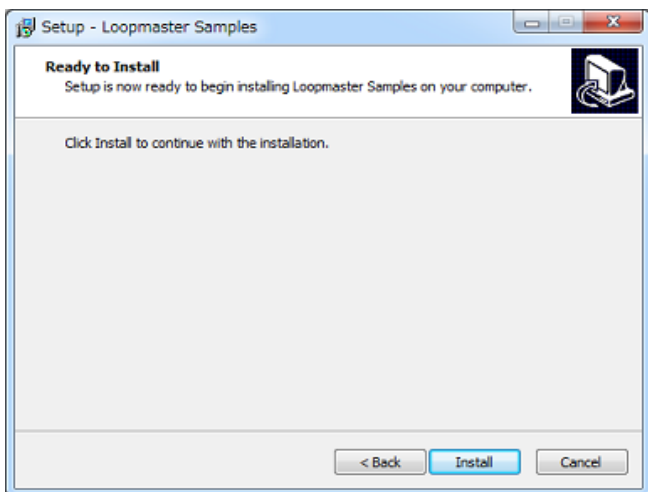 Setup - Loopmaster Samples
Ready to Install
Setup is now ready to begin installing Loopmaster Samples on your computer.
Click Install to continue with the installation.
< Back
Install
Cancel